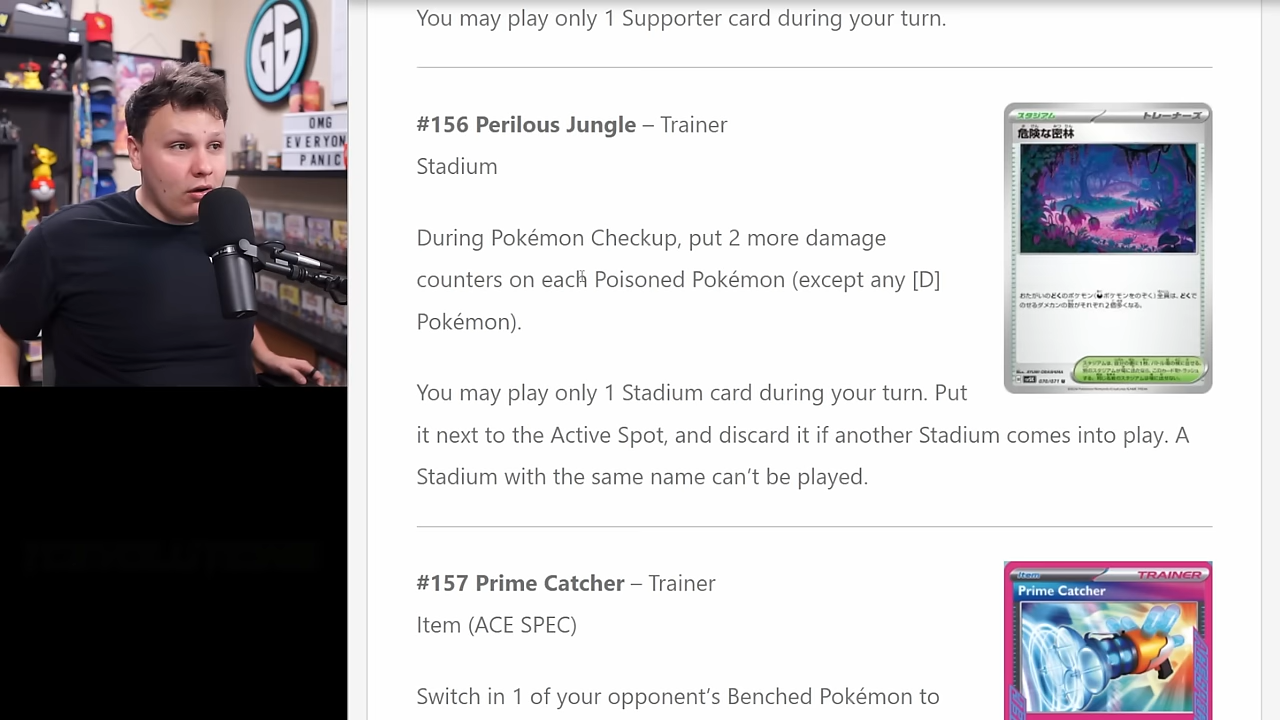 You may play only 1 Supporter card during your turn.
GG
OMG
EVERYON
PANIC
#156 Perilous Jungle – Trainer
Stadium
During Pokémon Checkup, put 2 more damage
counters on each Poisoned Pokémon (except any [D]
Pokémon).
You may play only 1 Stadium card during your turn. Put
it next to the Active Spot, and discard it if another Stadium comes into play. A
Stadium with the same name can’t be played.
スタジアム
トレーナーズ
危険な密林
070/071 U
#157 Prime Catcher – Trainer
Item (ACE SPEC)
Switch in 1 of your opponent’s Benched Pokémon to
Item
TRAINER
Prime Catcher